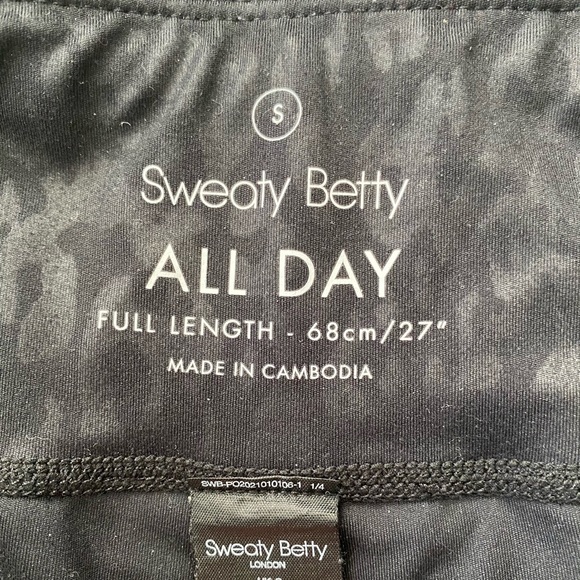 S
Sweaty Betty
ALL DAY
FULL LENGTH - 68cm/27"
MADE IN CAMBODIA
SWB-PO2021010106-1 1/4
Sweaty Betty
LONDON